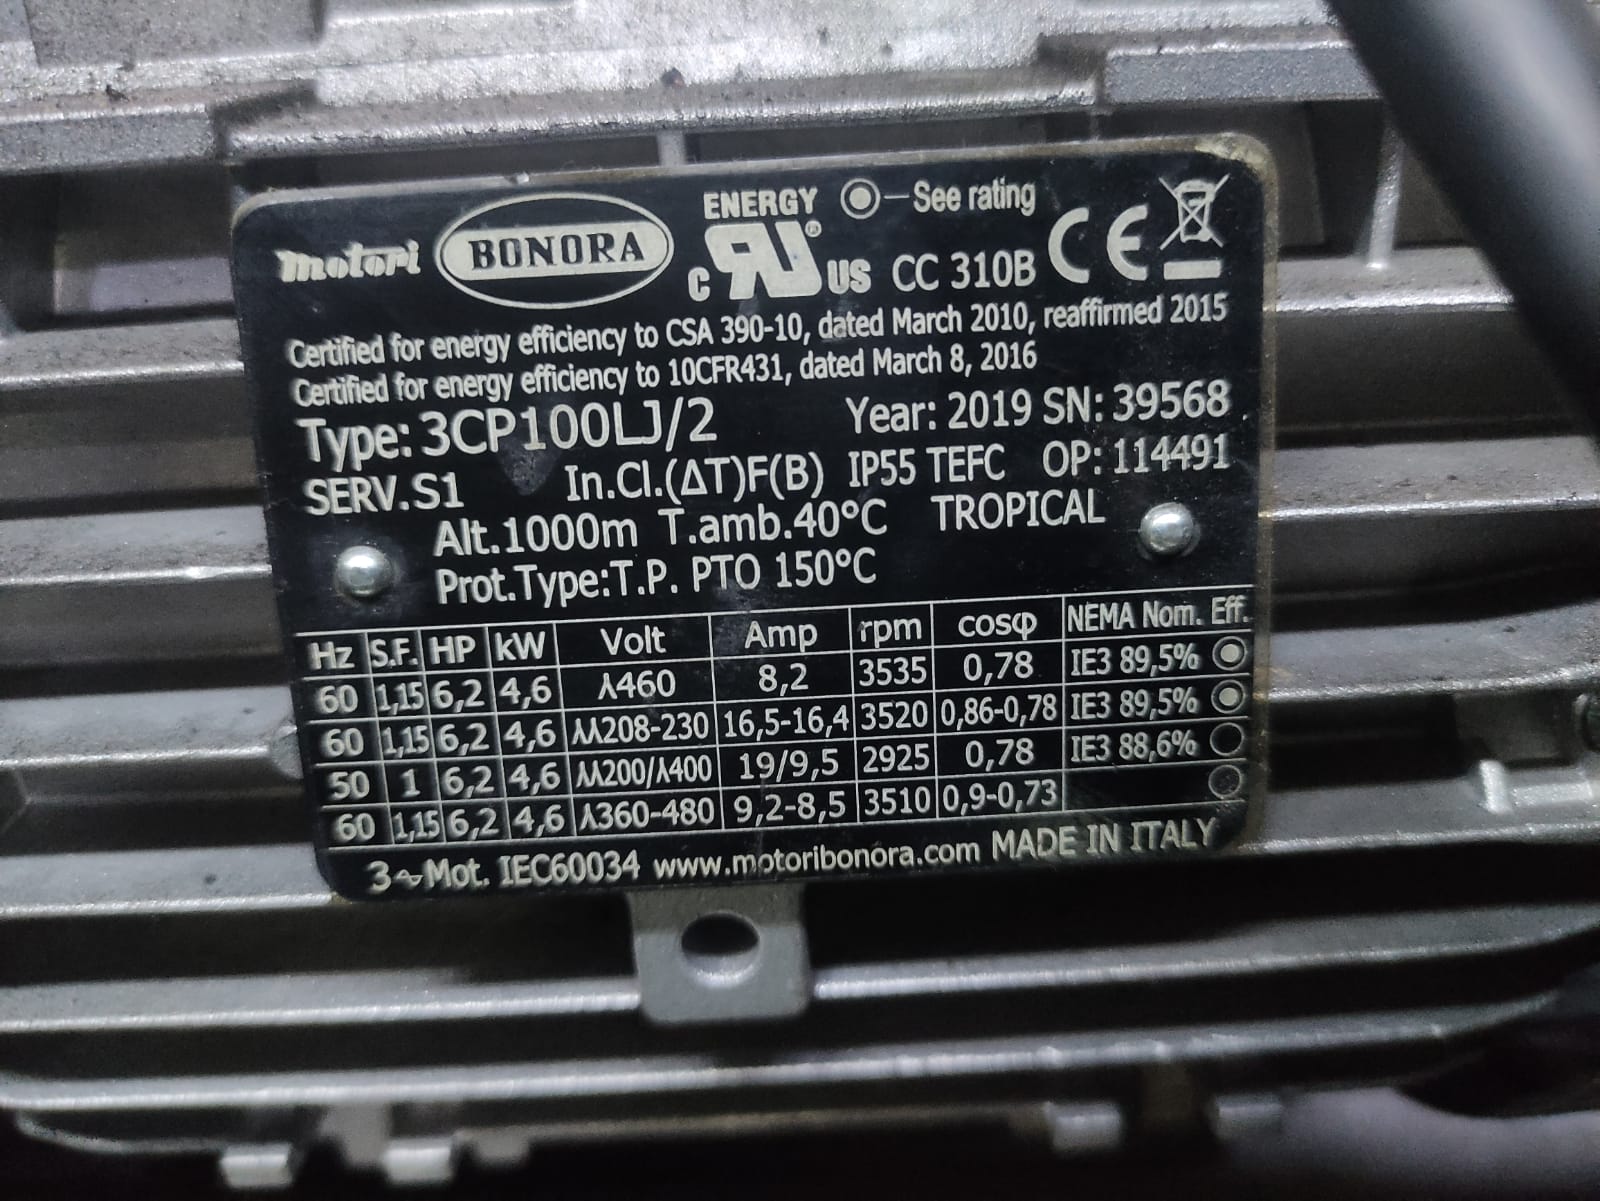 motori BONORA ENERGY See rating
c RU ® US CC 310B CE
Certified for energy efficiency to CSA 390-10, dated March 2010, reaffirmed 2015
Certified for energy efficiency to 10CFR431, dated March 8, 2016
Type: 3CP100LJ/2 Year: 2019 SN: 39568
SERV.S1 In.Cl.(ΔT)F(B) IP55 TEFC OP: 114491
Alt.1000m T.amb.40°C TROPICAL
Prot.Type:T.P. PTO 150°C
Hz S.F. HP kW Volt Amp rpm cosφ NEMA Nom. Eff.
60 1,15 6,2 4,6 ⅄460 8,2 3535 0,78 IE3 89,5%
60 1,15 6,2 4,6 ⅄⅄208-230 16,5-16,4 3520 0,86-0,78 IE3 89,5%
50 1 6,2 4,6 ⅄⅄200/⅄400 19/9,5 2925 0,78 IE3 88,6%
60 1,15 6,2 4,6 ⅄360-480 9,2-8,5 3510 0,9-0,73
3~Mot. IEC60034 www.motoribonora.com MADE IN ITALY